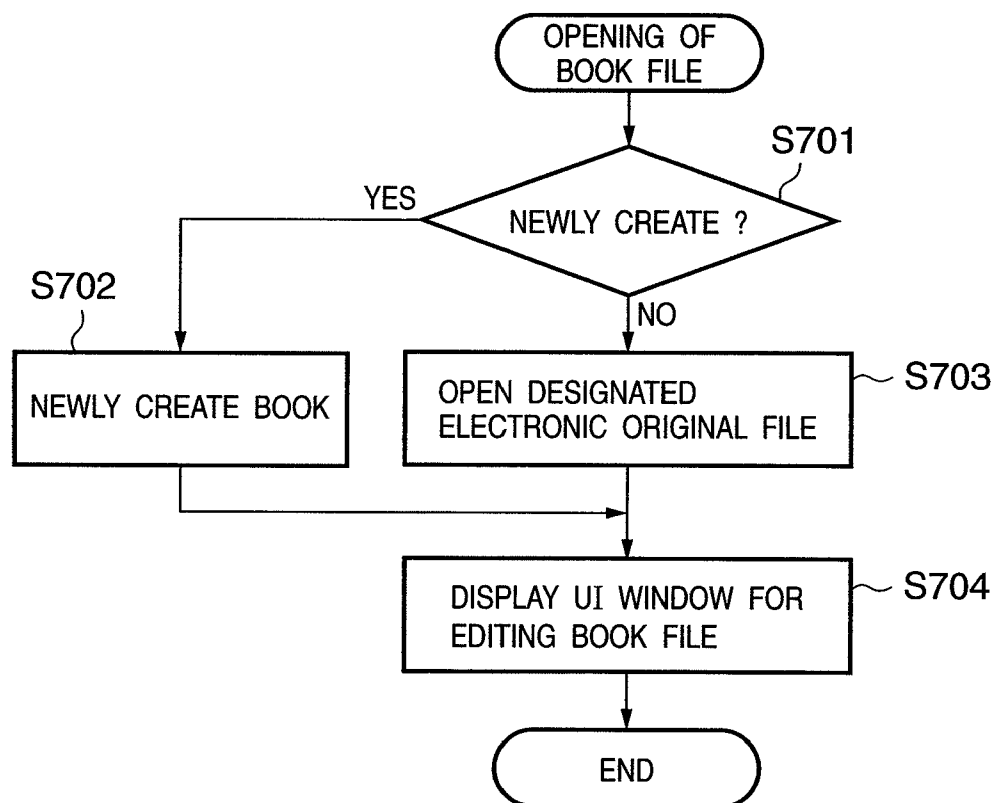 OPENING OF
BOOK FILE
S701
YES
NEWLY CREATE ?
S702
NO
NEWLY CREATE BOOK
OPEN DESIGNATED
ELECTRONIC ORIGINAL FILE
S703
DISPLAY UI WINDOW FOR
EDITING BOOK FILE
S704
END